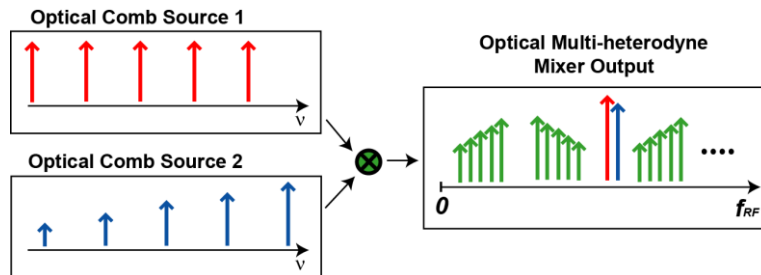 Optical Comb Source 1
ν
Optical Comb Source 2
ν
Optical Multi-heterodyne
Mixer Output
0
fRF